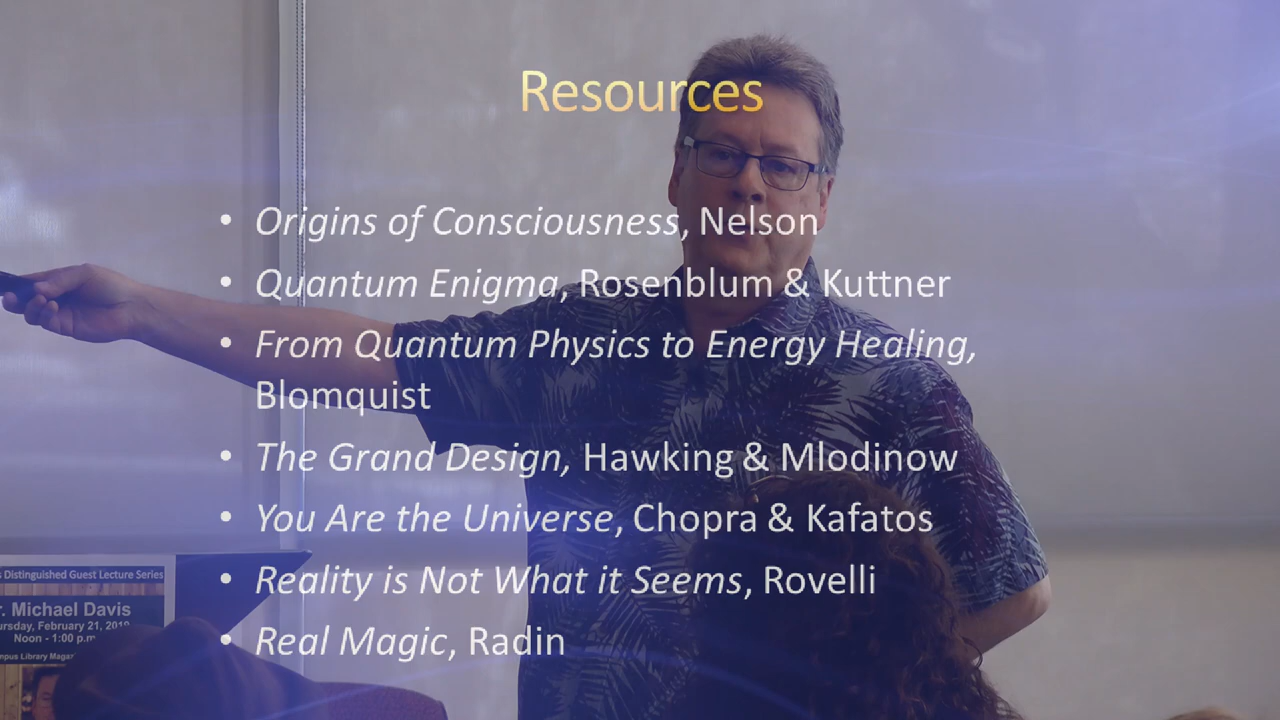 Resources
• Origins of Consciousness, Nelson
• Quantum Enigma, Rosenblum & Kuttner
• From Quantum Physics to Energy Healing,
Blomquist
• The Grand Design, Hawking & Mlodinow
• You Are the Universe, Chopra & Kafatos
• Reality is Not What it Seems, Rovelli
• Real Magic, Radin
Distinguished Guest Lecture Series
Michael Davis
February 21,
Noon - 1:00 p.m
Library